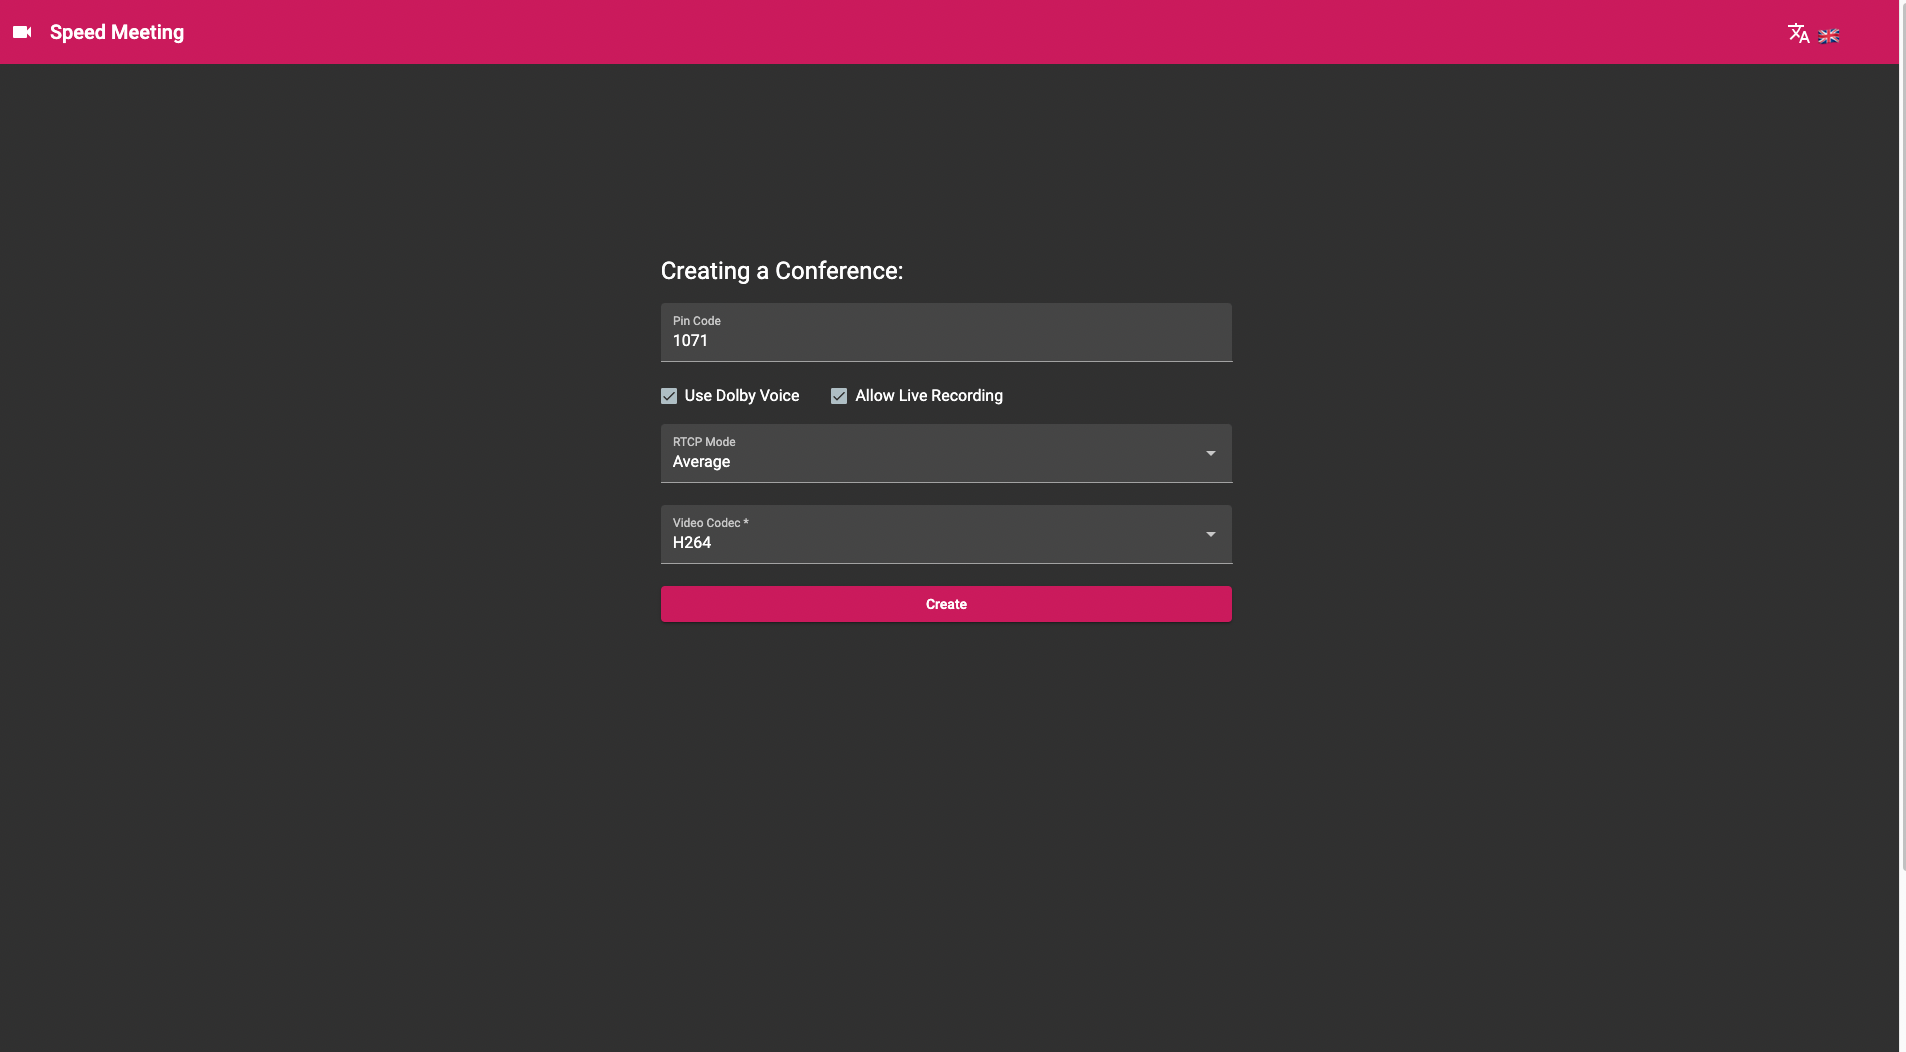 Speed Meeting
Creating a Conference:
Pin Code
1071
Use Dolby Voice Allow Live Recording
RTCP Mode
Average
Video Codec *
H264
Create